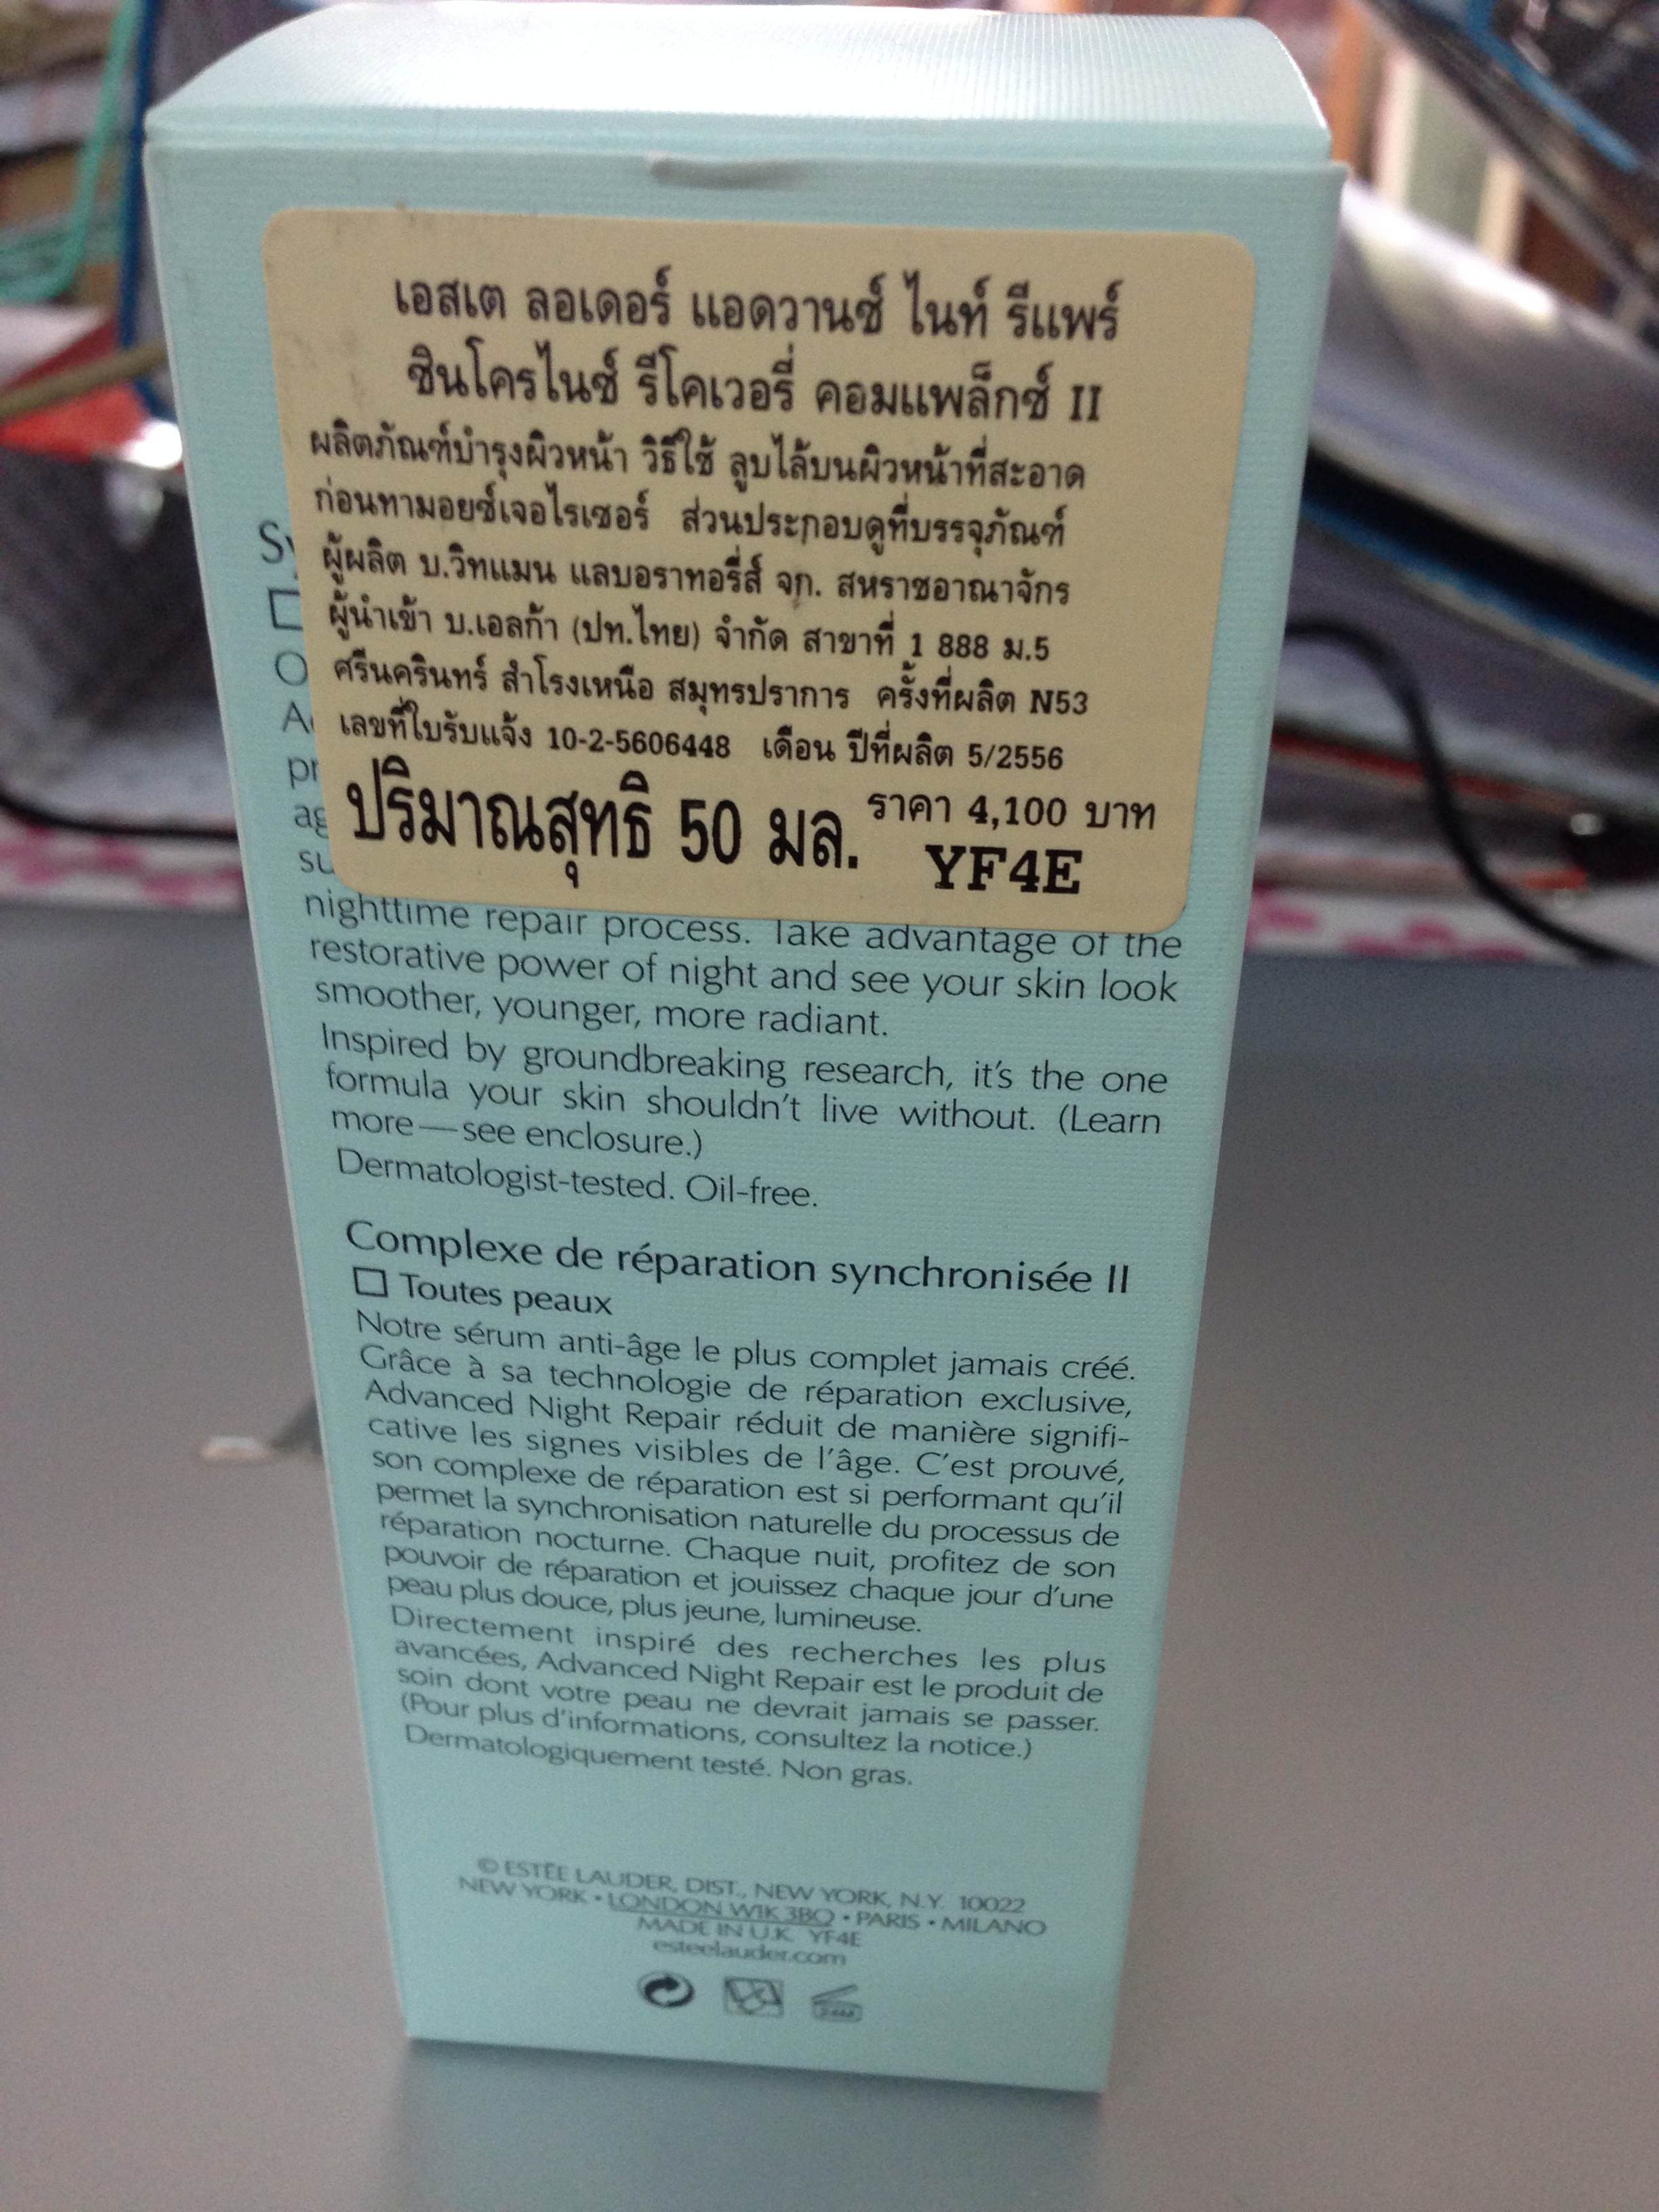 เอสเต ลอเดอร์ แอดวานซ์ ไนท์ รีแพร์
ซินโครไนซ์ รีโคเวอรี่ คอมแพล็กซ์ II
ผลิตภัณฑ์บำรุงผิวหน้า วิธีใช้ ลูบไล้บนผิวหน้าที่สะอาด
ก่อนทามอยซ์เจอไรเซอร์ ส่วนประกอบดูที่บรรจุภัณฑ์
ผู้ผลิต บ.วิทแมน แลบอราทอรี่ส์ จก. สหราชอาณาจักร
ผู้นำเข้า บ.เอลก้า (ปท.ไทย) จำกัด สาขาที่ 1 888 ม.5
ศรีนครินทร์ สำโรงเหนือ สมุทรปราการ ครั้งที่ผลิต N53
เลขที่ใบรับแจ้ง 10-2-5606448 เดือน ปีที่ผลิต 5/2556
ปริมาณสุทธิ 50 มล. ราคา 4,100 บาท
YF4E
nighttime repair process. Take advantage of the
restorative power of night and see your skin look
smoother, younger, more radiant.
Inspired by groundbreaking research, it's the one
formula your skin shouldn't live without. (Learn
more—see enclosure.)
Dermatologist-tested. Oil-free.
Complexe de réparation synchronisée II
□ Toutes peaux
Notre sérum anti-âge le plus complet jamais créé.
Grâce à sa technologie de réparation exclusive,
Advanced Night Repair réduit de manière signifi-
cative les signes visibles de l'âge. C'est prouvé,
son complexe de réparation est si performant qu'il
permet la synchronisation naturelle du processus de
réparation nocturne. Chaque nuit, profitez de son
pouvoir de réparation et jouissez chaque jour d'une
peau plus douce, plus jeune, lumineuse.
Directement inspiré des recherches les plus
avancées, Advanced Night Repair est le produit de
soin dont votre peau ne devrait jamais se passer.
(Pour plus d'informations, consultez la notice.)
Dermatologiquement testé. Non gras.
© ESTÉE LAUDER, DIST., NEW YORK, N.Y. 10022
NEW YORK • LONDON W1K 3BQ • PARIS • MILANO
MADE IN U.K. YF4E
esteelauder.com